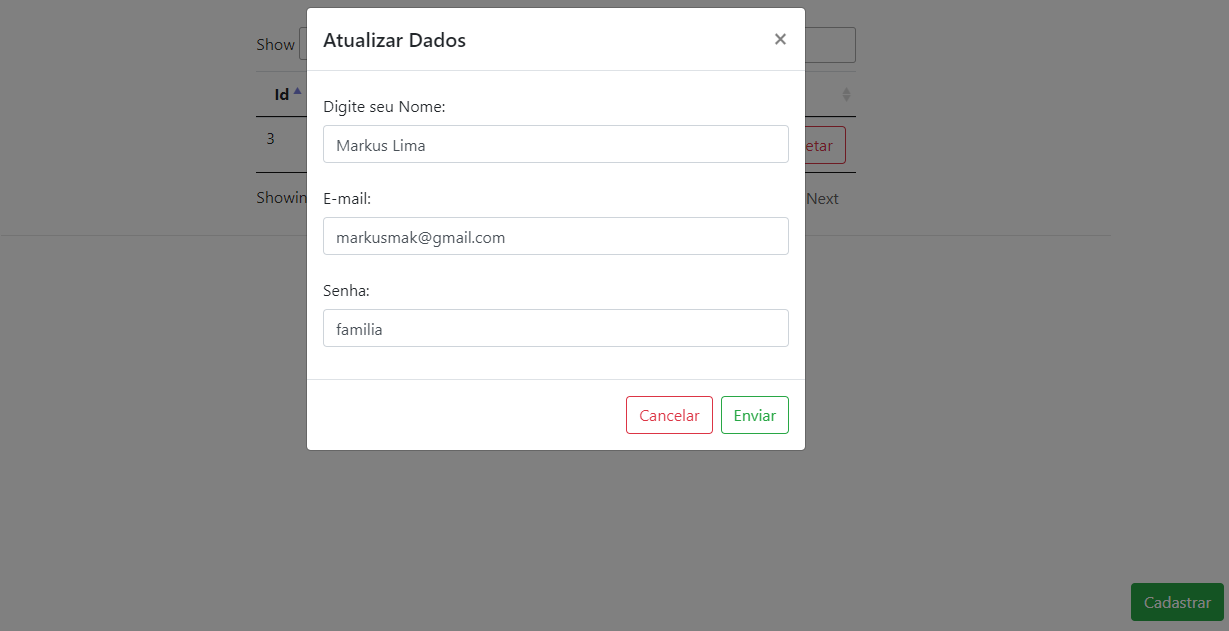 Atualizar Dados ×
Show
Id
Digite seu Nome:
Markus Lima
3
etar
E-mail:
Showin
Next
markusmak@gmail.com
Senha:
familia
Cancelar Enviar
Cadastrar